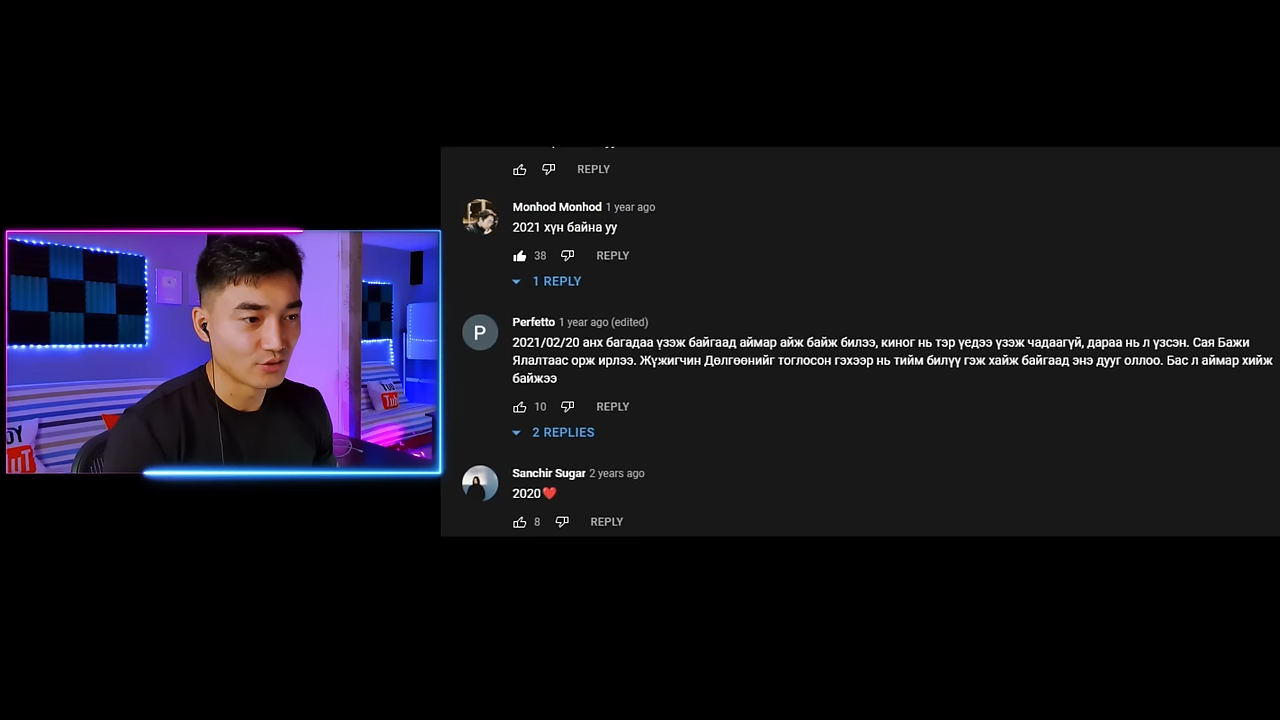 REPLY
Monhod Monhod 1 year ago
2021 хүн байна уу
38 REPLY
1 REPLY
P
Perfetto 1 year ago (edited)
2021/02/20 анх багадаа үзэж байгаад аймар айж байж билээ, киног нь тэр үедээ үзэж чадаагүй, дараа нь л үзсэн. Сая Бажи
Ялалтаас орж ирлээ. Жүжигчин Дөлгөөнийг тоглосон гэхээр нь тийм билүү гэж хайж байгаад энэ дууг оллоо. Бас л аймар хийж
байжээ
10 REPLY
2 REPLIES
Sanchir Sugar 2 years ago
2020❤️
8 REPLY